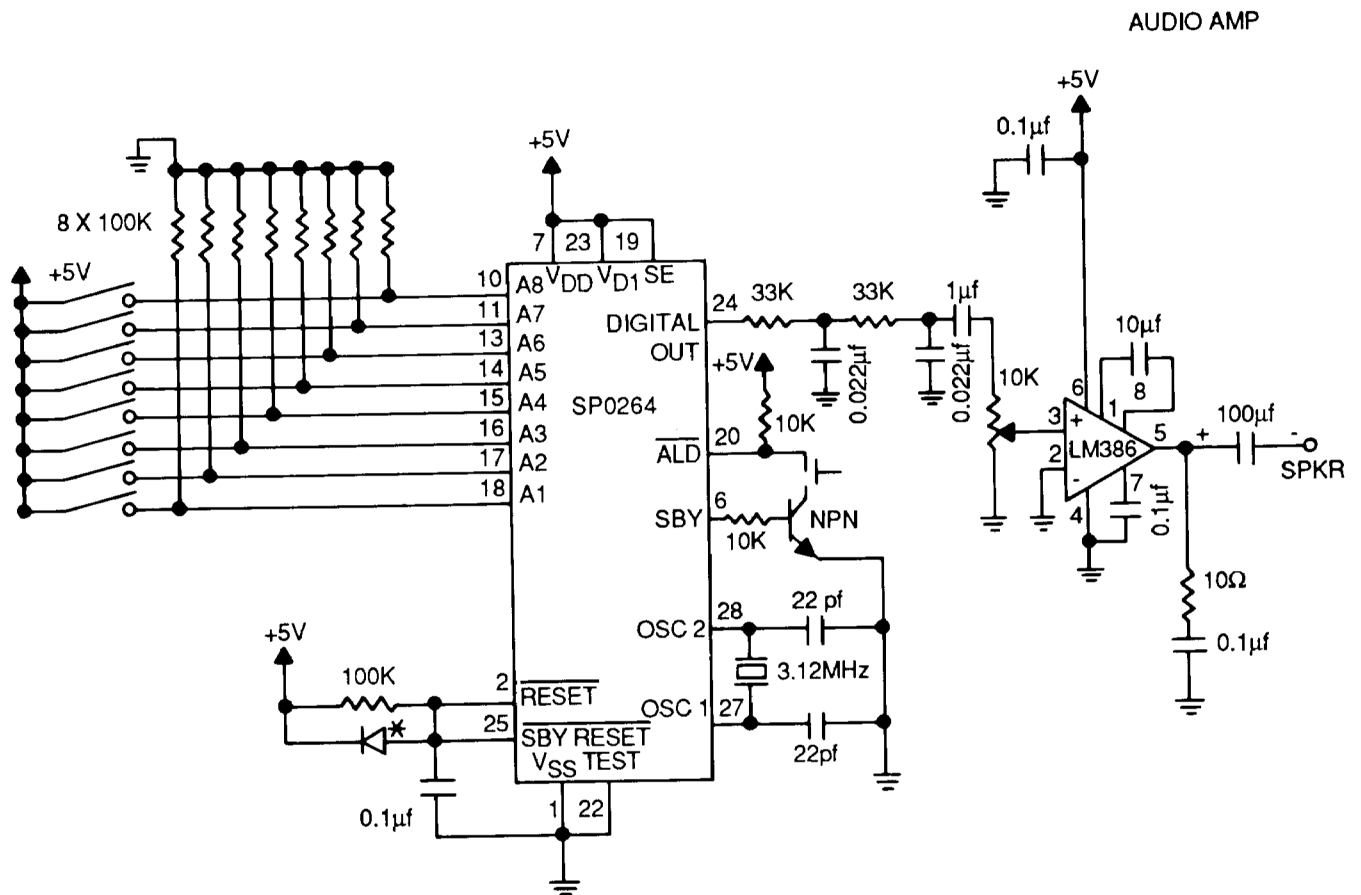 AUDIO AMP
+5V
0.1µf
+5V
8 X 100K
+5V
7 23 19
V_DD V_D1 SE
10 A8
11 A7
13 A6
14 A5
15 A4
16 A3
17 A2
18 A1
SP0264
24 DIGITAL OUT
33K
33K
1µf
0.022µf
0.022µf
10K
+5V
10K
20 ALD
6 SBY
10K
NPN
28 OSC 2
22 pf
3.12MHz
27 OSC 1
22pf
+5V
100K
2 RESET
*
25 SBY RESET
V_SS TEST
0.1µf
1 22
10µf
6
1
8
3 +
LM386
2 -
5
7
4
0.1µf
+
100µf
-
SPKR
10Ω
0.1µf